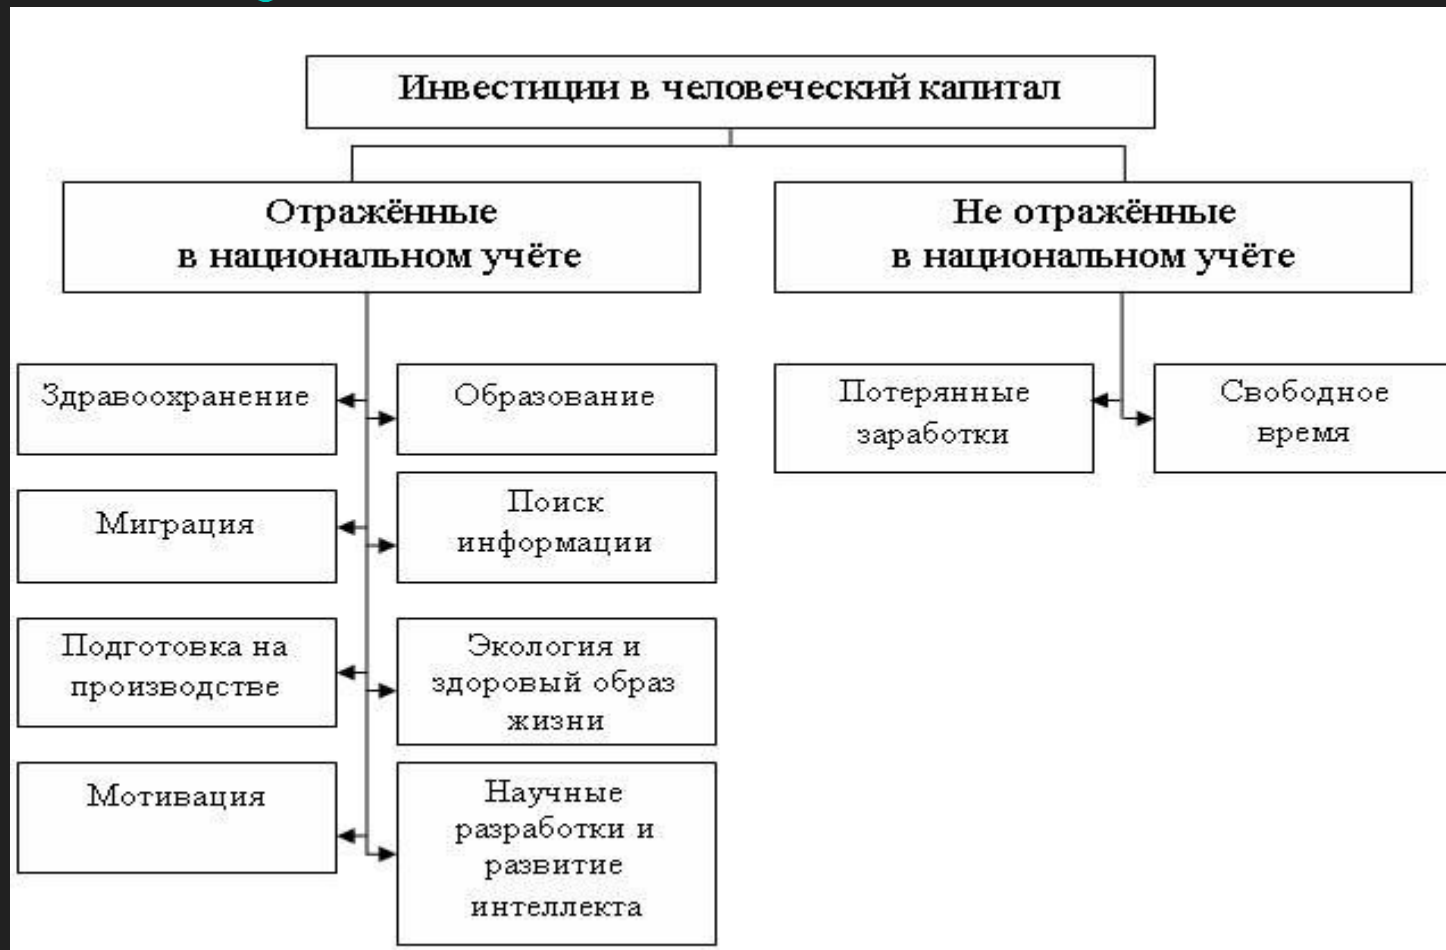 Инвестиции в человеческий капитал
Отражённые
в национальном учёте
Не отражённые
в национальном учёте
Здравоохранение
Образование
Потерянные
заработки
Свободное
время
Миграция
Поиск
информации
Подготовка на
производстве
Экология и
здоровый образ
жизни
Мотивация
Научные
разработки и
развитие
интеллекта